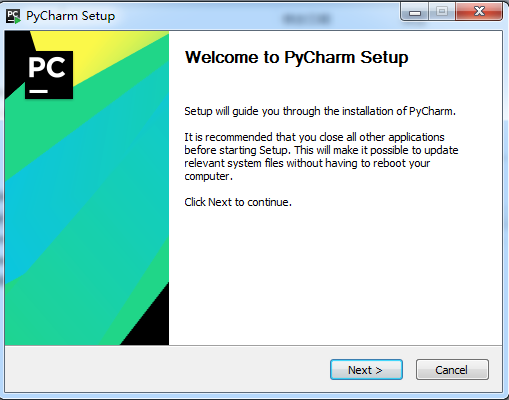 PyCharm Setup
PC
Welcome to PyCharm Setup
Setup will guide you through the installation of PyCharm.
It is recommended that you close all other applications
before starting Setup. This will make it possible to update
relevant system files without having to reboot your
computer.
Click Next to continue.
Next >
Cancel